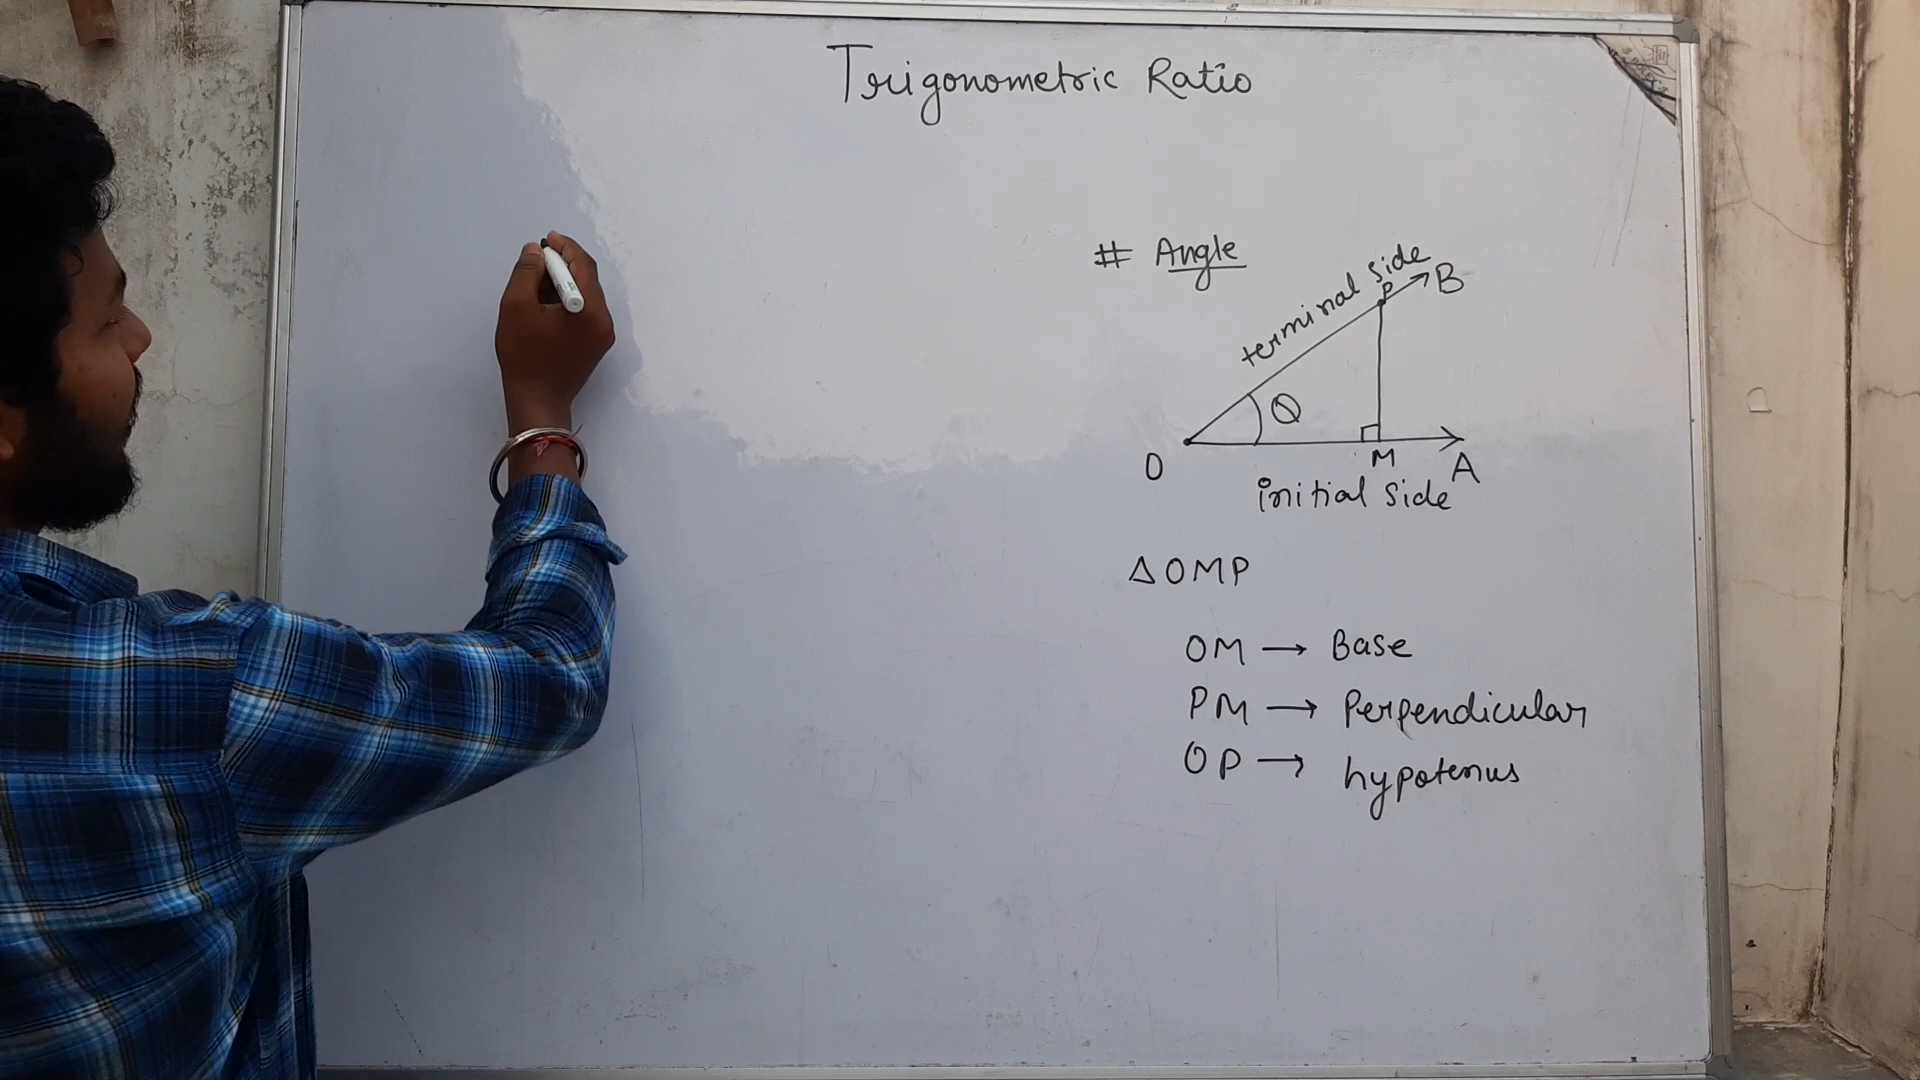 Trigonometric Ratio
# Angle
terminal side
P
B
θ
O
M
A
initial side
Δ OMP
OM → Base
PM → Perpendicular
OP → hypotenus